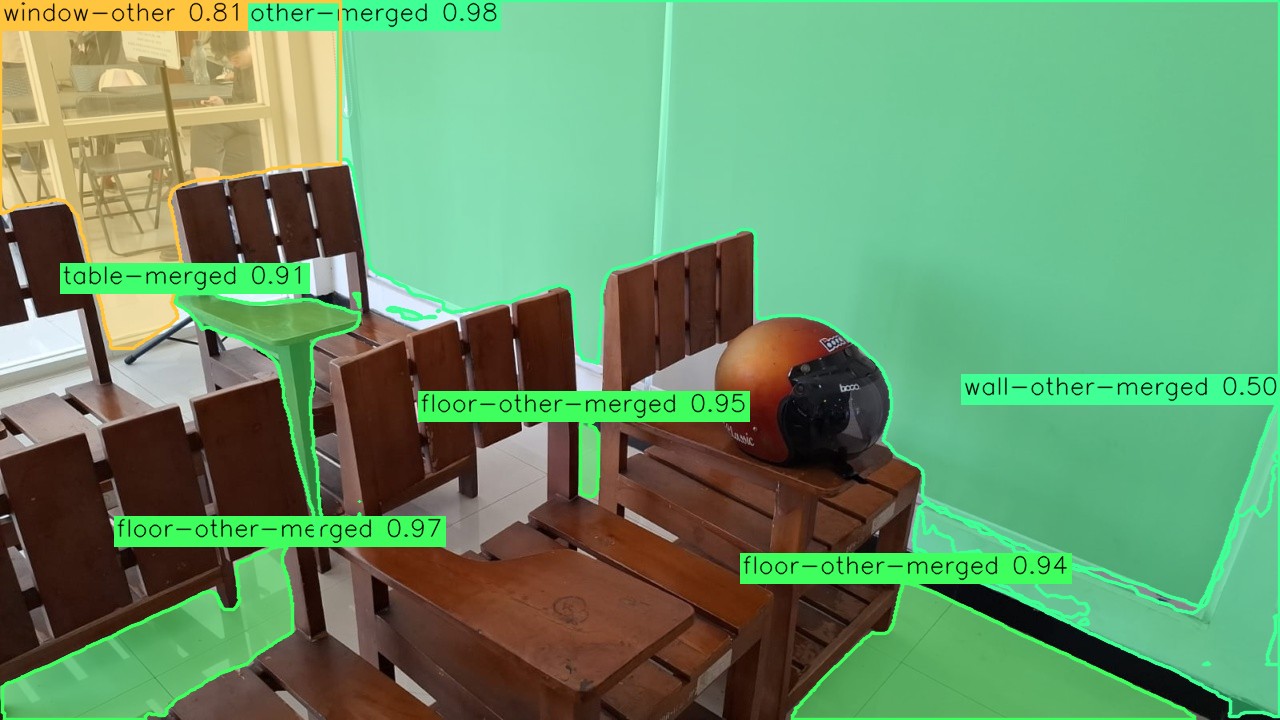 window-other 0.81
other-merged 0.98
table-merged 0.91
floor-other-merged 0.95
wall-other-merged 0.50
floor-other-merged 0.97
floor-other-merged 0.94
bogo
Classic